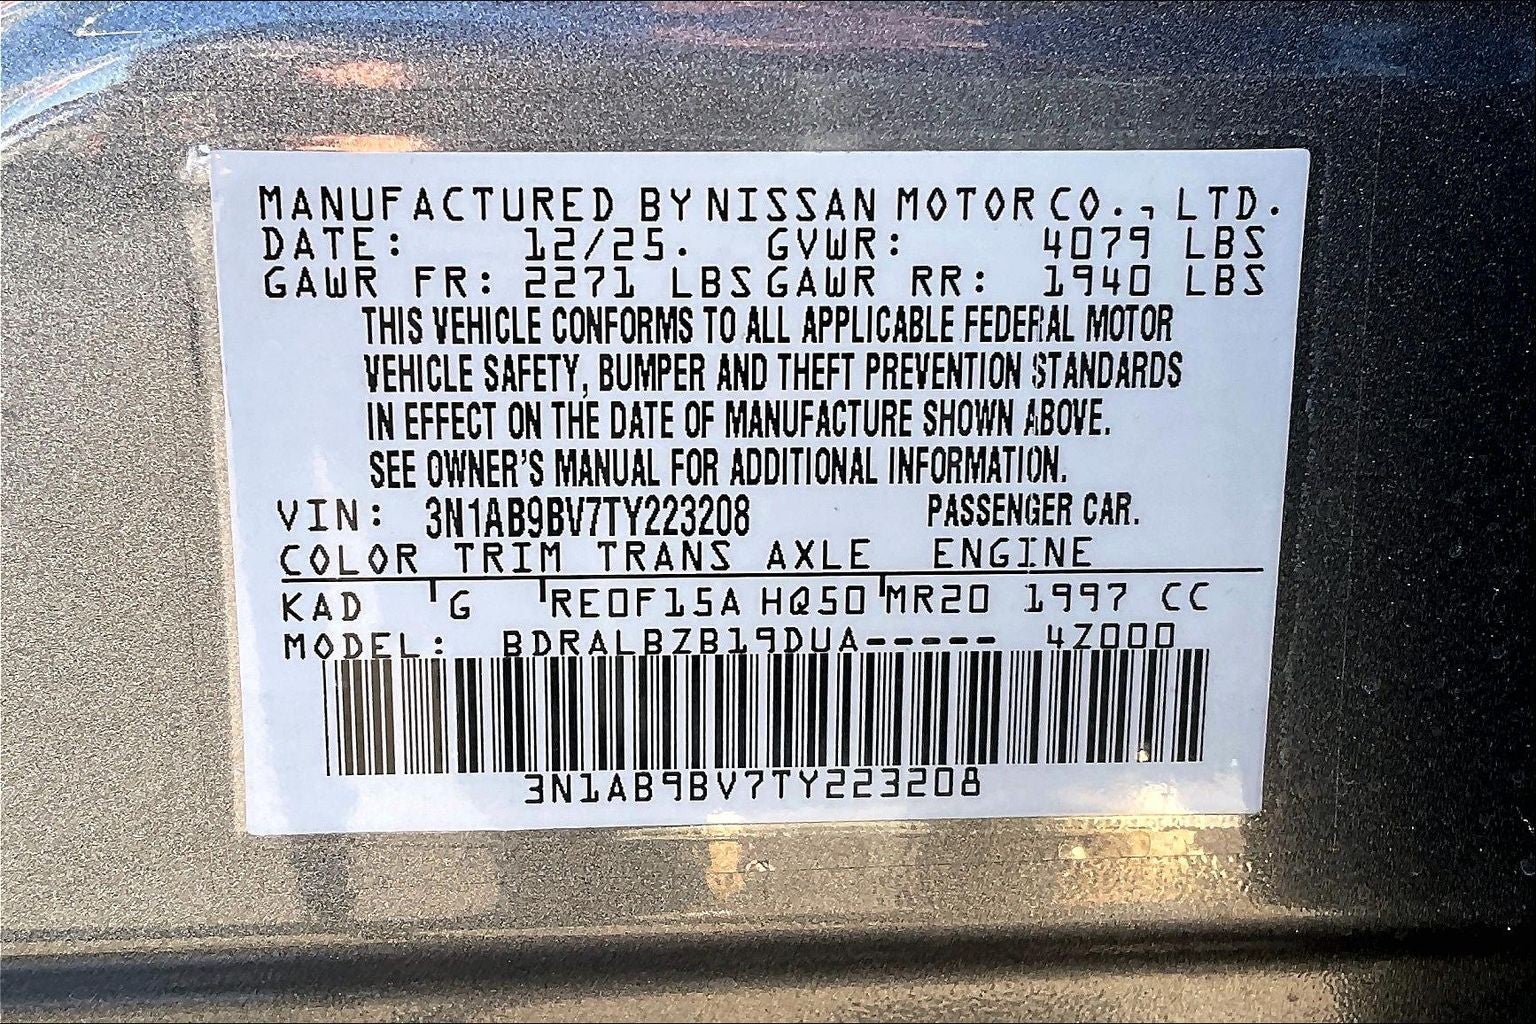 MANUFACTURED BY NISSAN MOTOR CO., LTD.
DATE: 12/25. GVWR: 4079 LBS
GAWR FR: 2271 LBS GAWR RR: 1940 LBS
THIS VEHICLE CONFORMS TO ALL APPLICABLE FEDERAL MOTOR
VEHICLE SAFETY, BUMPER AND THEFT PREVENTION STANDARDS
IN EFFECT ON THE DATE OF MANUFACTURE SHOWN ABOVE.
SEE OWNER'S MANUAL FOR ADDITIONAL INFORMATION.
VIN: 3N1AB9BV7TY223208 PASSENGER CAR.
COLOR TRIM TRANS AXLE ENGINE
KAD G RE0F15A HQ50 MR20 1997 CC
MODEL: BDRALBZB19DUA----- 4Z000
3N1AB9BV7TY223208